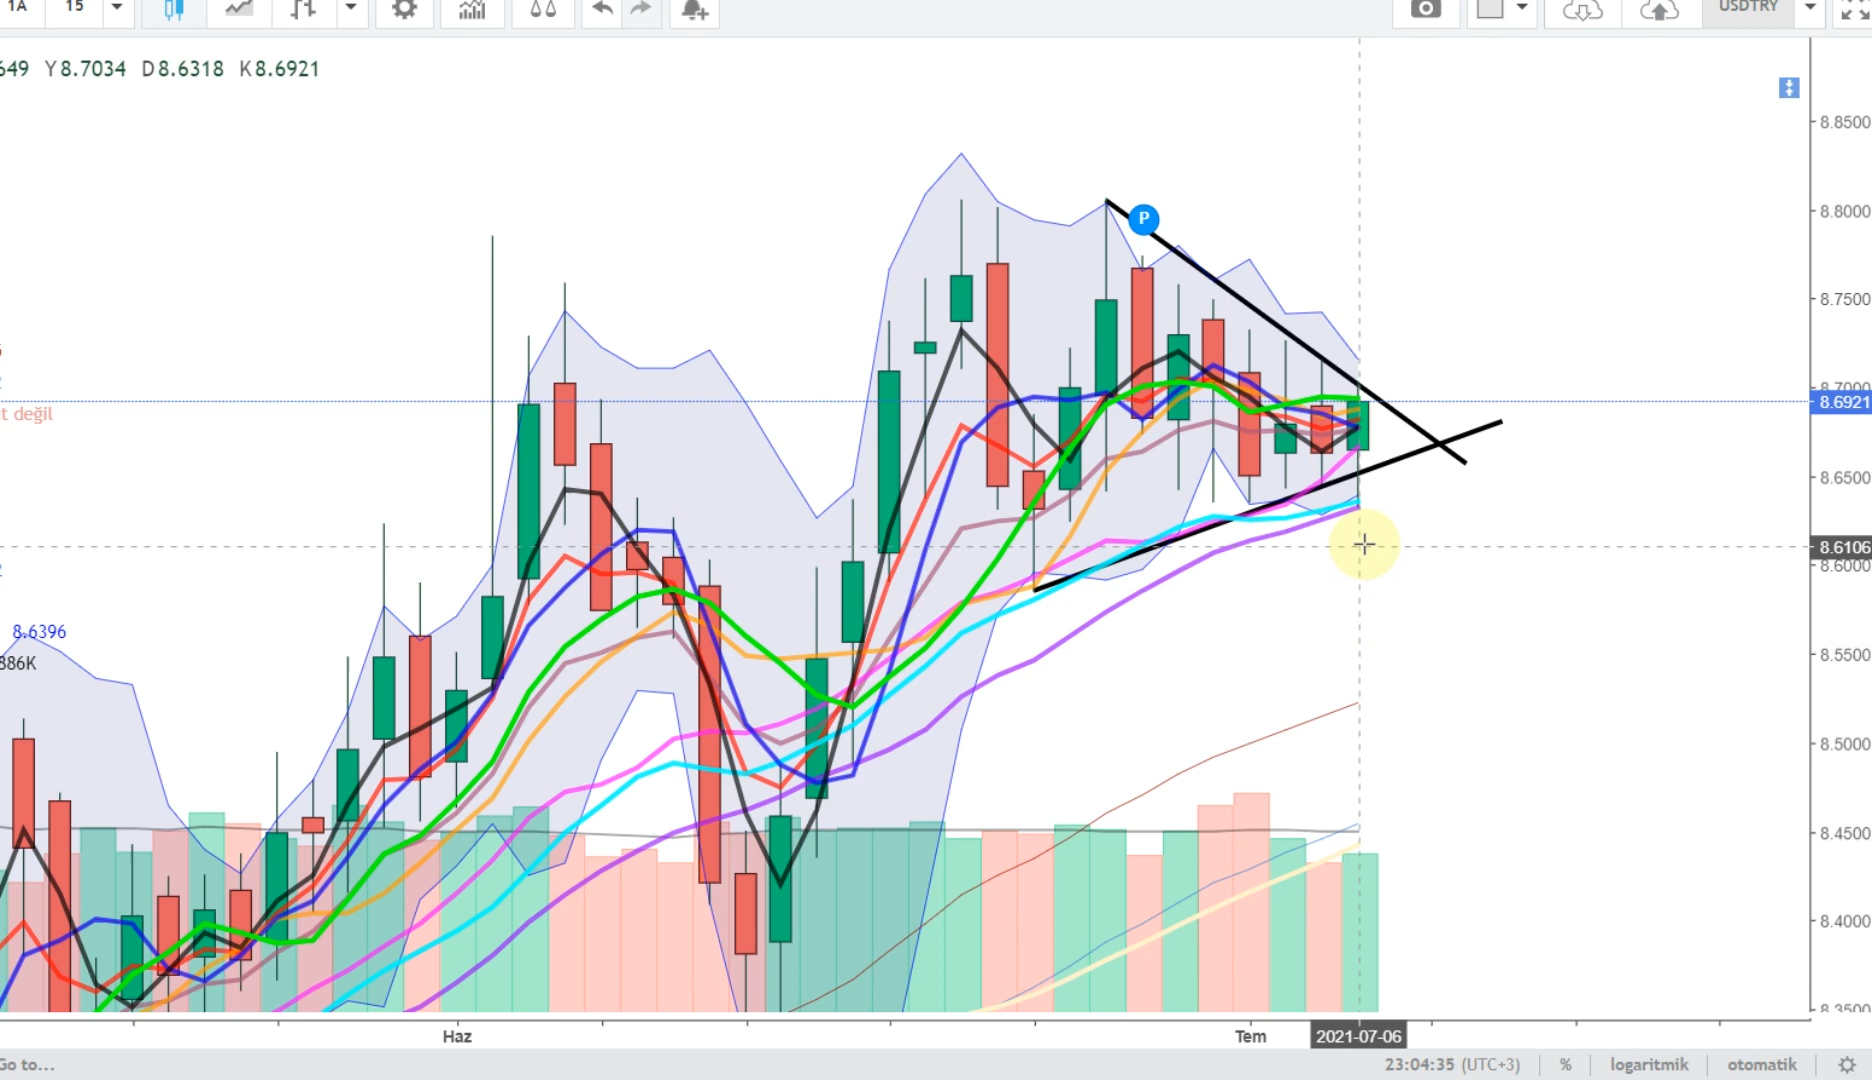 1A 15 USDTRY
649 Y8.7034 D8.6318 K8.6921
8.8500
P
8.8000
8.7500
8.7000
8.6921
t değil
8.6500
8.6106
8.6000
8.6396
8.5500
886K
8.5000
8.4500
8.4000
8.3500
Haz Tem 2021-07-06
Go to... 23:04:35 (UTC+3) % logaritmik otomatik